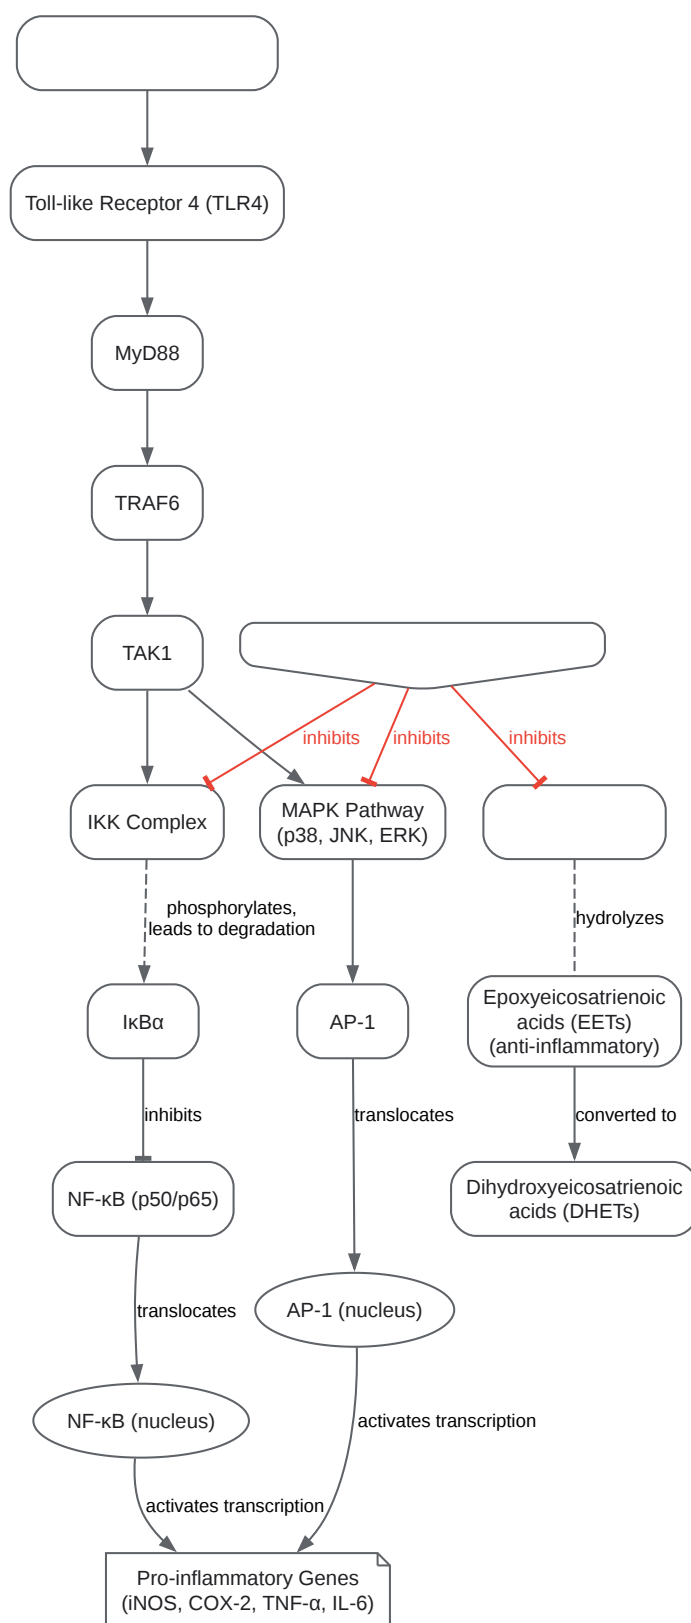 Toll-like Receptor 4 (TLR4)
MyD88
TRAF6
TAK1
inhibits
inhibits
inhibits
IKK Complex
MAPK Pathway
(p38, JNK, ERK)
phosphorylates,
leads to degradation
hydrolyzes
IκBα
AP-1
Epoxyeicosatrienoic
acids (EETs)
(anti-inflammatory)
inhibits
translocates
converted to
NF-κB (p50/p65)
Dihydroxyeicosatrienoic
acids (DHETs)
translocates
AP-1 (nucleus)
NF-κB (nucleus)
activates transcription
activates transcription
Pro-inflammatory Genes
(iNOS, COX-2, TNF-α, IL-6)